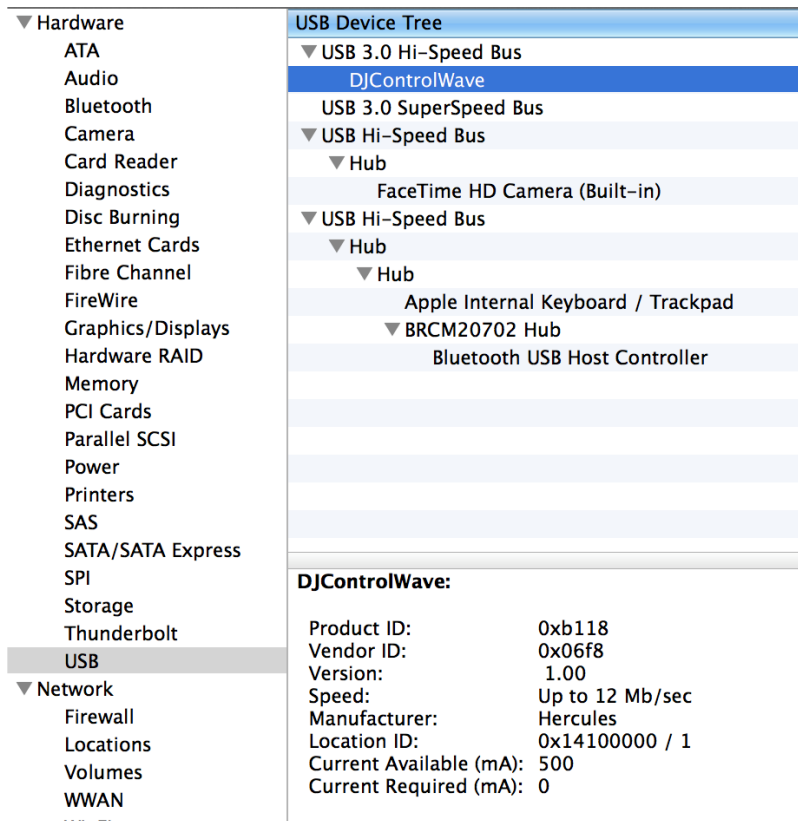 Hardware
ATA
Audio
Bluetooth
Camera
Card Reader
Diagnostics
Disc Burning
Ethernet Cards
Fibre Channel
FireWire
Graphics/Displays
Hardware RAID
Memory
PCI Cards
Parallel SCSI
Power
Printers
SAS
SATA/SATA Express
SPI
Storage
Thunderbolt
USB
Network
Firewall
Locations
Volumes
WWAN
USB Device Tree
USB 3.0 Hi-Speed Bus
DJControlWave
USB 3.0 SuperSpeed Bus
USB Hi-Speed Bus
Hub
FaceTime HD Camera (Built-in)
USB Hi-Speed Bus
Hub
Hub
Apple Internal Keyboard / Trackpad
BRCM20702 Hub
Bluetooth USB Host Controller
DJControlWave:
Product ID: 0xb118
Vendor ID: 0x06f8
Version: 1.00
Speed: Up to 12 Mb/sec
Manufacturer: Hercules
Location ID: 0x14100000 / 1
Current Available (mA): 500
Current Required (mA): 0